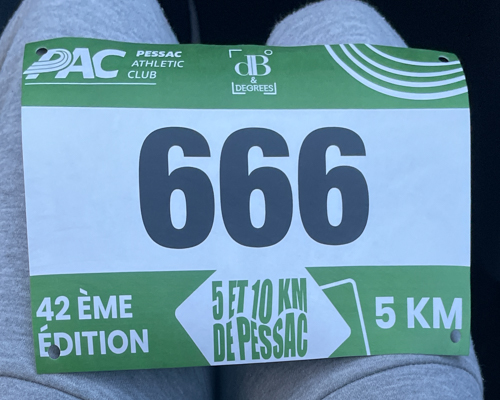 PAC
PESSAC
ATHLETIC
CLUB
dB
&
DEGREES
666
42 ÈME
ÉDITION
5 ET 10 KM
DE PESSAC
5 KM